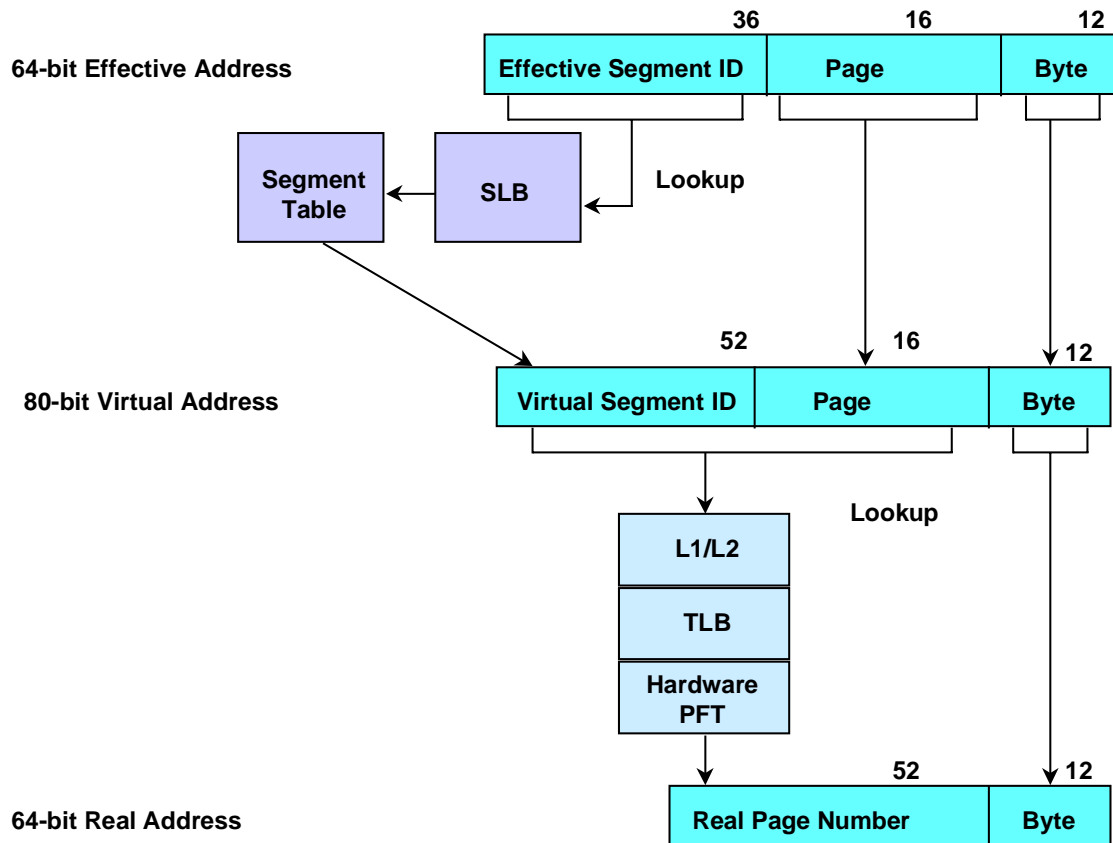 36 16 12
64-bit Effective Address Effective Segment ID Page Byte
Segment
Table
SLB
Lookup
52 16 12
80-bit Virtual Address Virtual Segment ID Page Byte
Lookup
L1/L2
TLB
Hardware
PFT
52 12
64-bit Real Address Real Page Number Byte